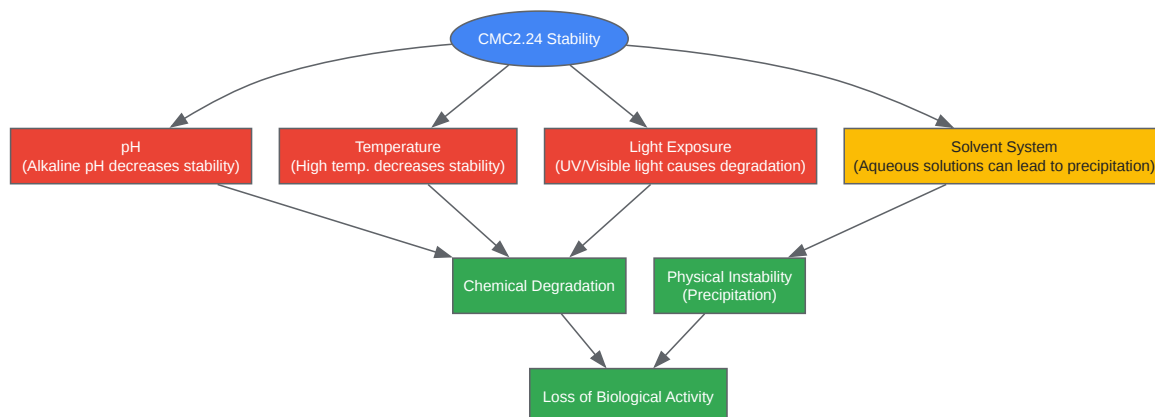 CMC2.24 Stability
pH
(Alkaline pH decreases stability)
Temperature
(High temp. decreases stability)
Light Exposure
(UV/Visible light causes degradation)
Solvent System
(Aqueous solutions can lead to precipitation)
Chemical Degradation
Physical Instability
(Precipitation)
Loss of Biological Activity